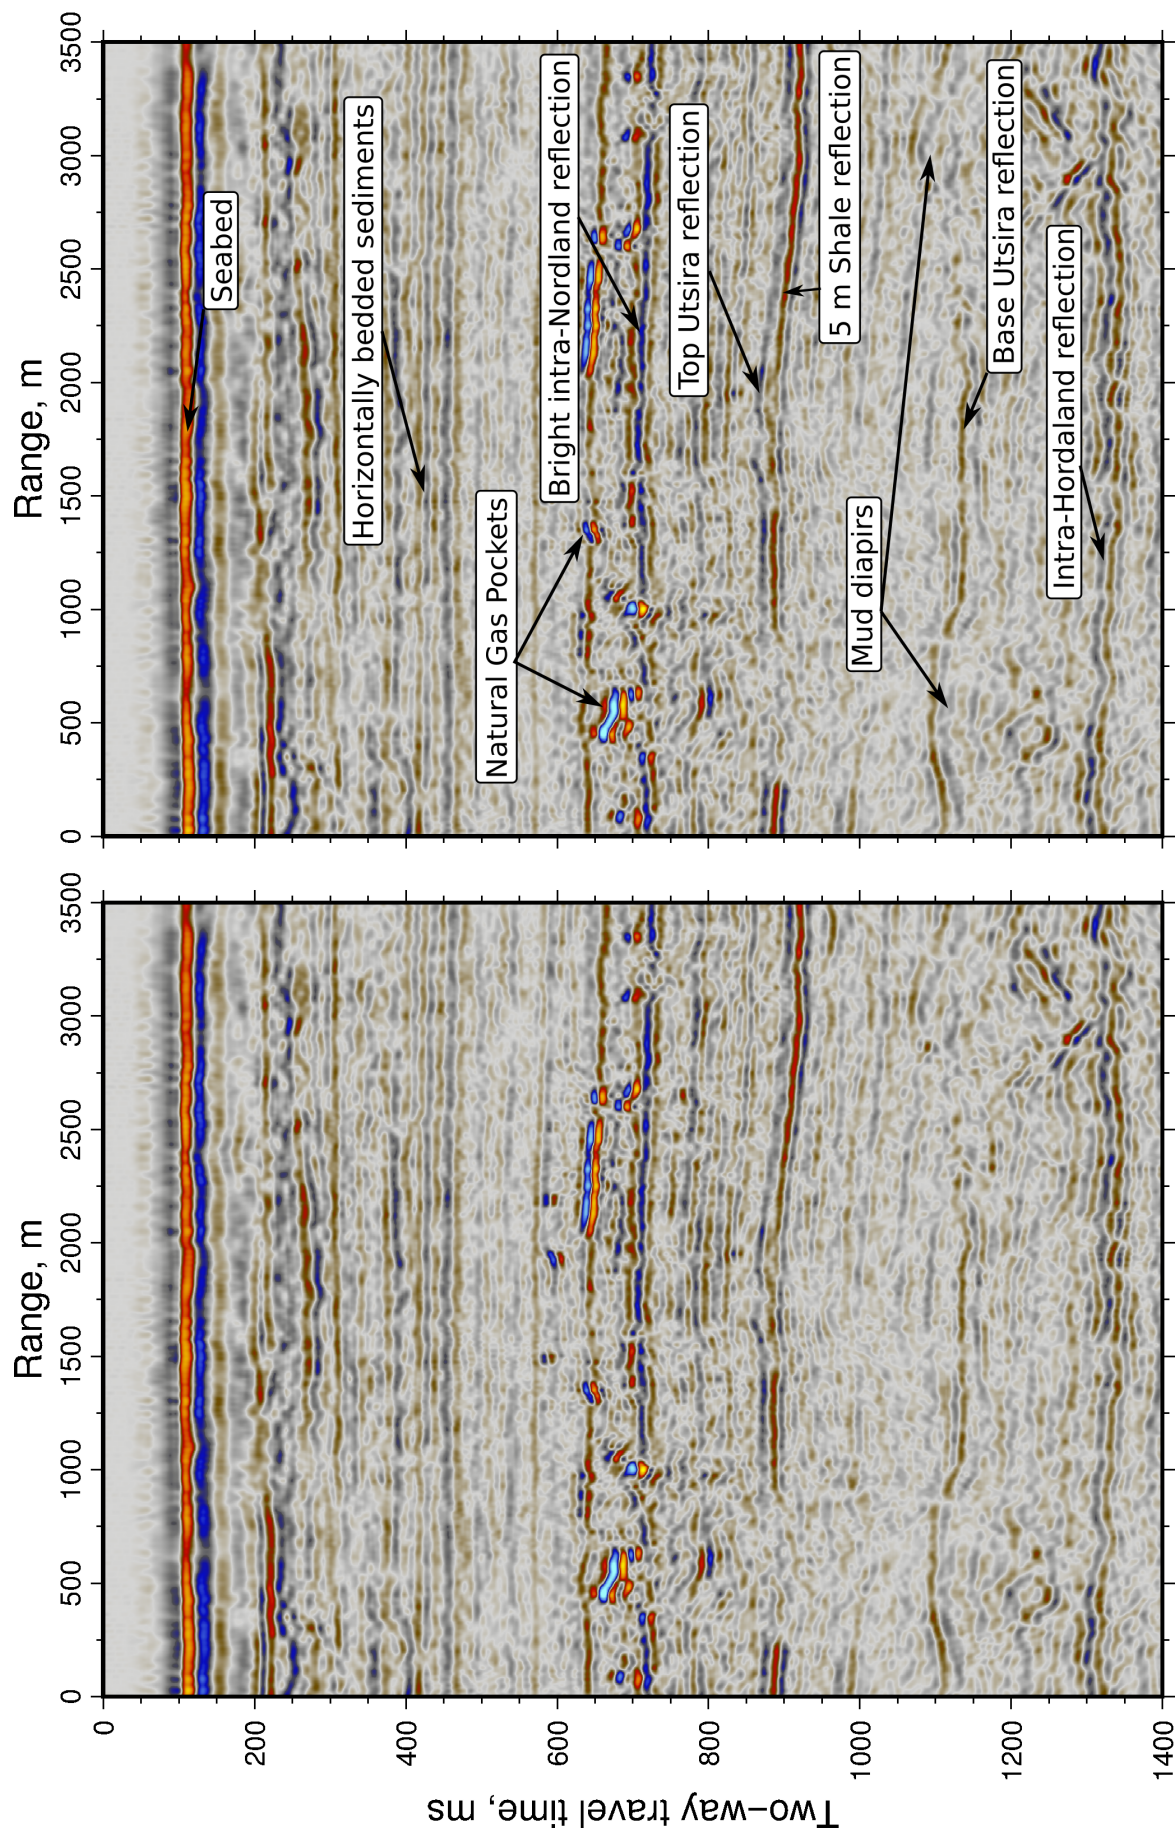 Range, m
Range, m
0 500 1000 1500 2000 2500 3000 3500
0 500 1000 1500 2000 2500 3000 3500
Two-way travel time, ms
0
200
400
600
800
1000
1200
1400
Seabed
Horizontally bedded sediments
Natural Gas Pockets
Bright intra-Nordland reflection
Top Utsira reflection
5 m Shale reflection
Mud diapirs
Base Utsira reflection
Intra-Hordaland reflection